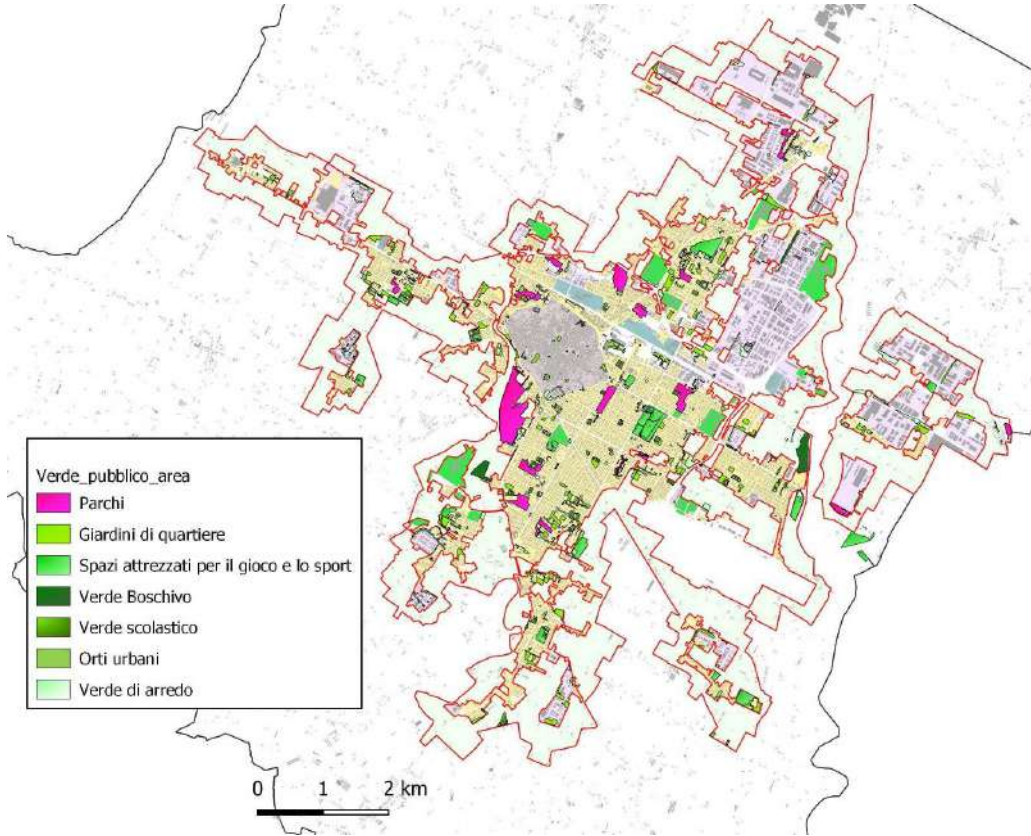 Verde_pubblico_area
Parchi
Giardini di quartiere
Spazi attrezzati per il gioco e lo sport
Verde Boschivo
Verde scolastico
Orti urbani
Verde di arredo
0 1 2 km